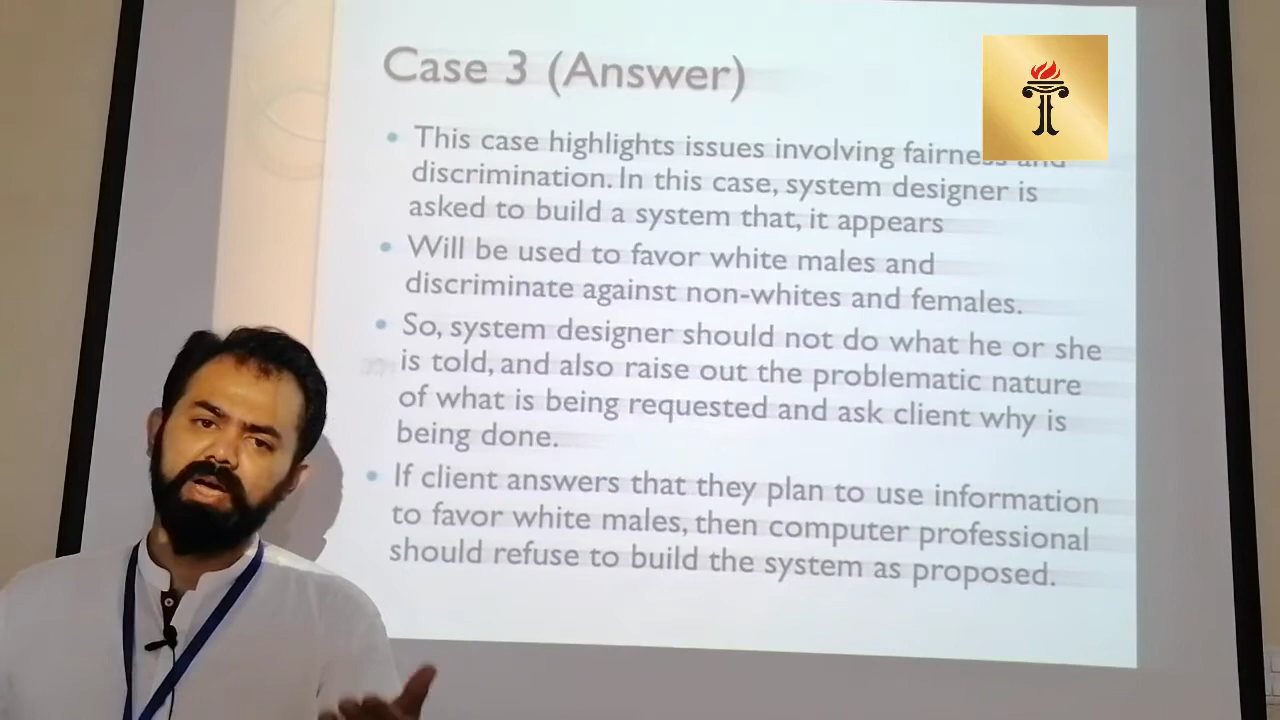 Case 3 (Answer)
• This case highlights issues involving fairness and
discrimination. In this case, system designer is
asked to build a system that, it appears
• Will be used to favor white males and
discriminate against non-whites and females.
• So, system designer should not do what he or she
is told, and also raise out the problematic nature
of what is being requested and ask client why is
being done.
• If client answers that they plan to use information
to favor white males, then computer professional
should refuse to build the system as proposed.